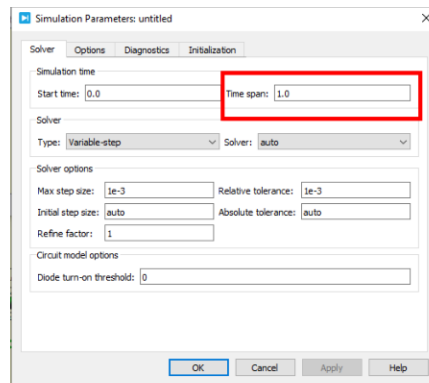 Simulation Parameters: untitled
Solver Options Diagnostics Initialization
Simulation time
Start time: 0.0 Time span: 1.0
Solver
Type: Variable-step Solver: auto
Solver options
Max step size: 1e-3 Relative tolerance: 1e-3
Initial step size: auto Absolute tolerance: auto
Refine factor: 1
Circuit model options
Diode turn-on threshold: 0
OK Cancel Apply Help